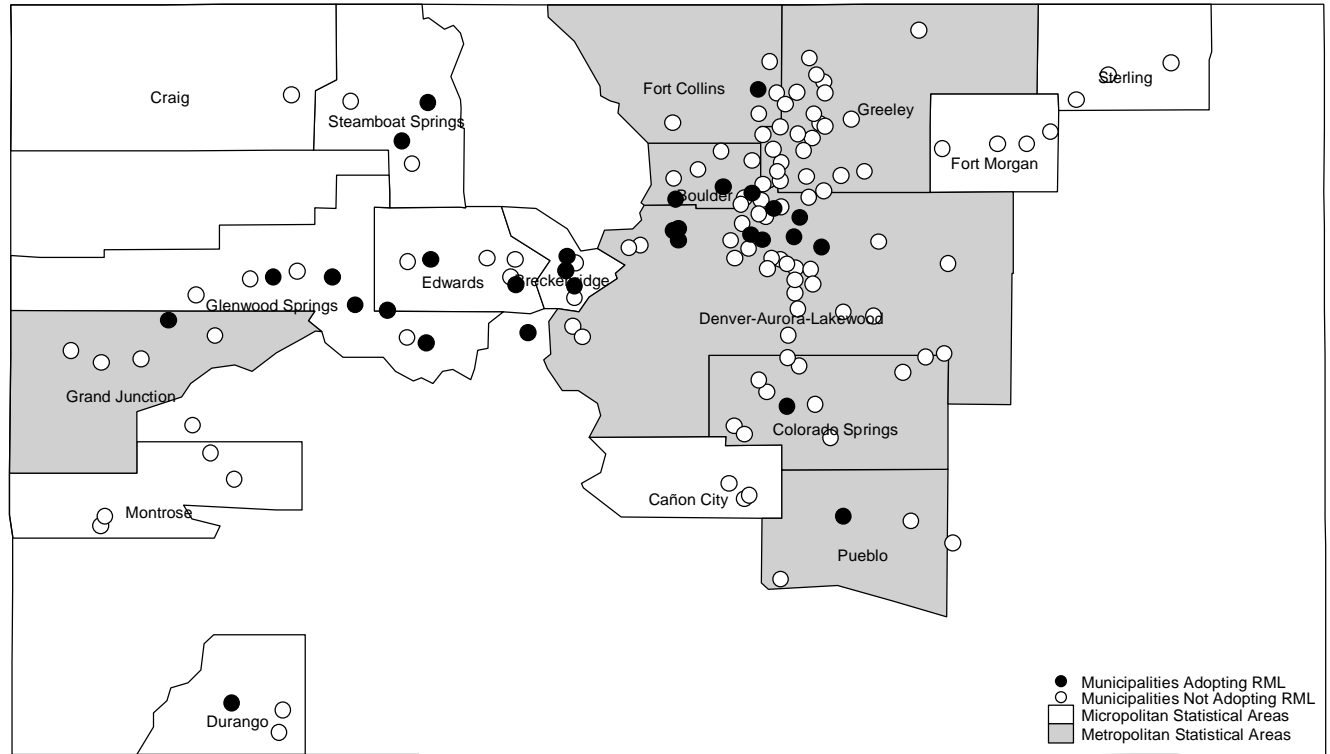 Craig
Steamboat Springs
Fort Collins
Greeley
Sterling
Fort Morgan
Boulder
Edwards
Breckenridge
Glenwood Springs
Denver-Aurora-Lakewood
Grand Junction
Colorado Springs
Cañon City
Montrose
Pueblo
Durango
Municipalities Adopting RML
Municipalities Not Adopting RML
Micropolitan Statistical Areas
Metropolitan Statistical Areas